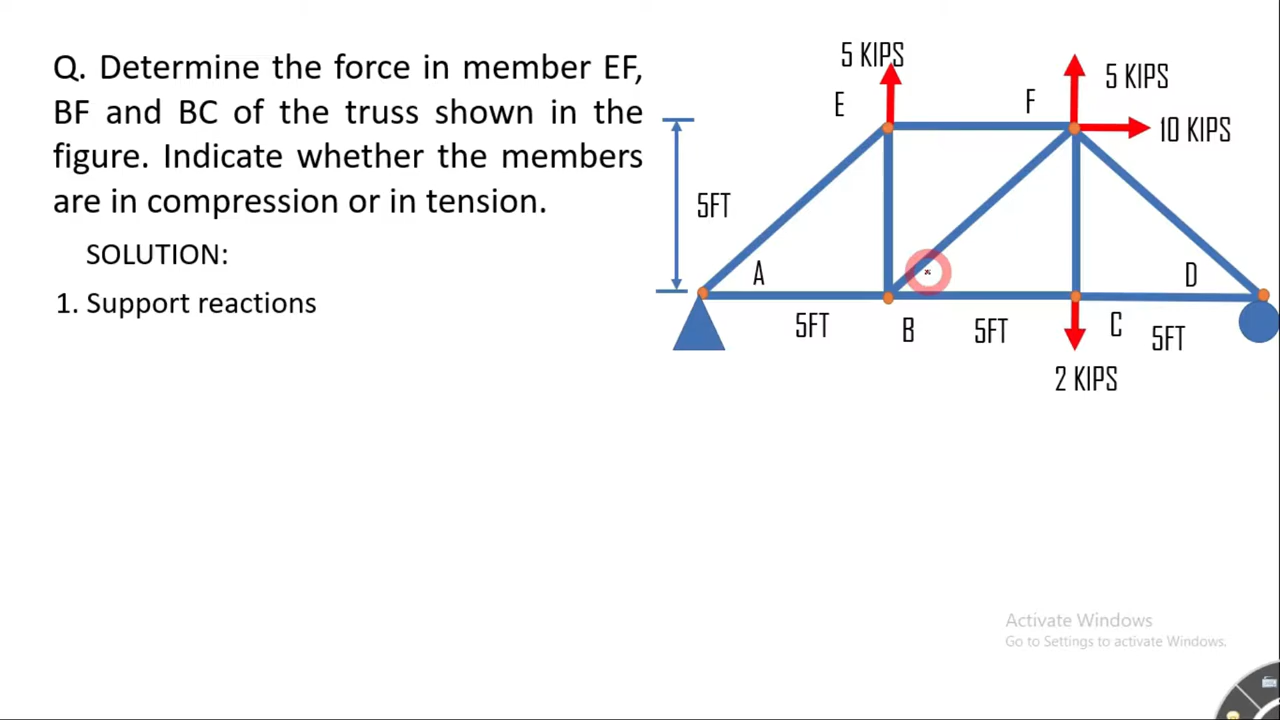 Q. Determine the force in member EF,
BF and BC of the truss shown in the
figure. Indicate whether the members
are in compression or in tension.
SOLUTION:
1. Support reactions
5 KIPS
E
F
5 KIPS
10 KIPS
5FT
A
D
5FT
B
5FT
C
5FT
2 KIPS
Activate Windows
Go to Settings to activate Windows.